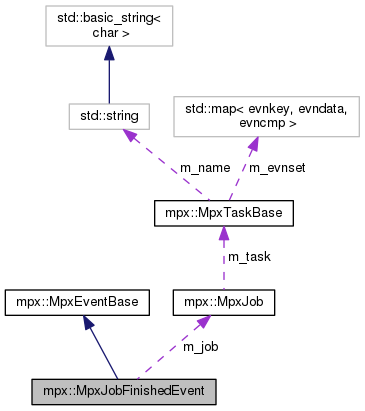 std::basic_string<
char >
std::string
std::map< evnkey, evndata,
evncmp >
m_name
m_evnset
mpx::MpxTaskBase
m_task
mpx::MpxEventBase
mpx::MpxJob
m_job
mpx::MpxJobFinishedEvent